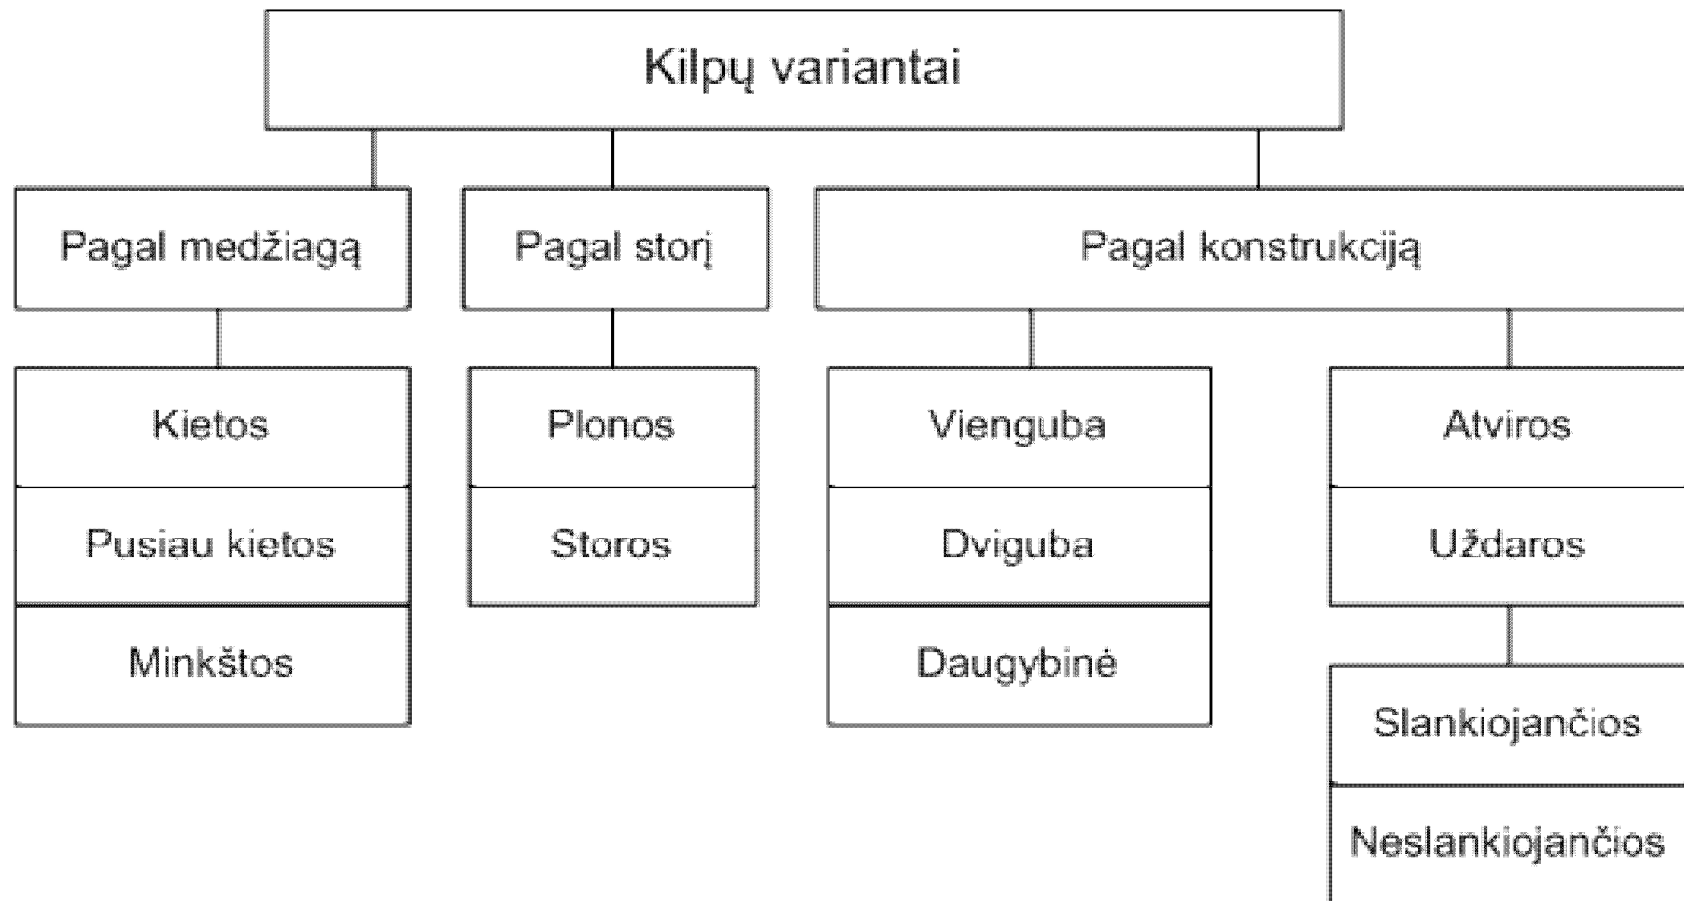 Kilpų variantai
Pagal medžiagą
Pagal storį
Pagal konstrukciją
Kietos
Pusiau kietos
Minkštos
Plonos
Storos
Vienguba
Dviguba
Daugybinė
Atviros
Uždaros
Slankiojančios
Neslankiojančios